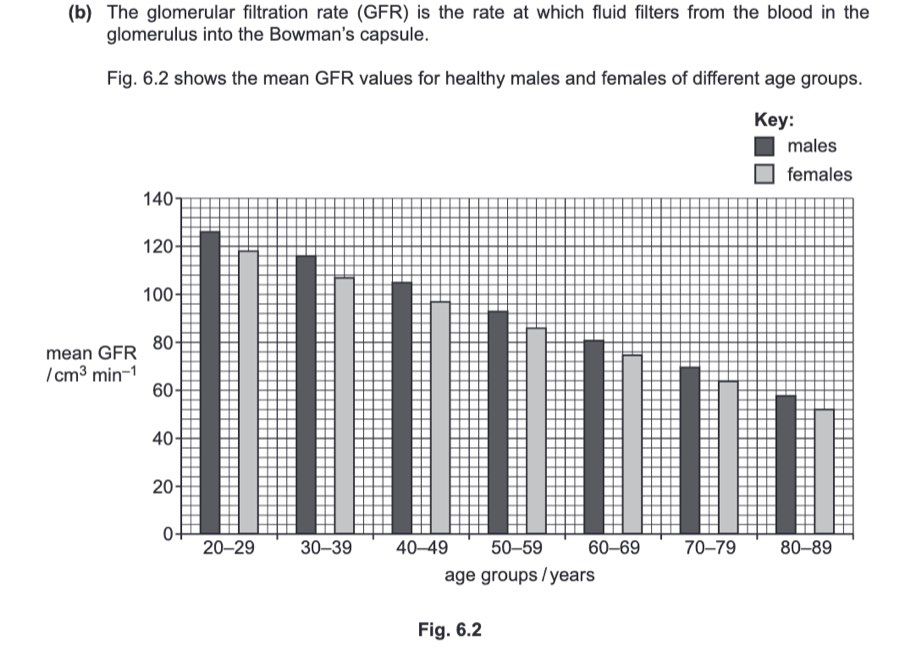 (b) The glomerular filtration rate (GFR) is the rate at which fluid filters from the blood in the
glomerulus into the Bowman’s capsule.
Fig. 6.2 shows the mean GFR values for healthy males and females of different age groups.
Key:
males
females
140
120
100
80
60
40
20
0
mean GFR
/ cm³ min⁻¹
20–29 30–39 40–49 50–59 60–69 70–79 80–89
age groups / years
Fig. 6.2